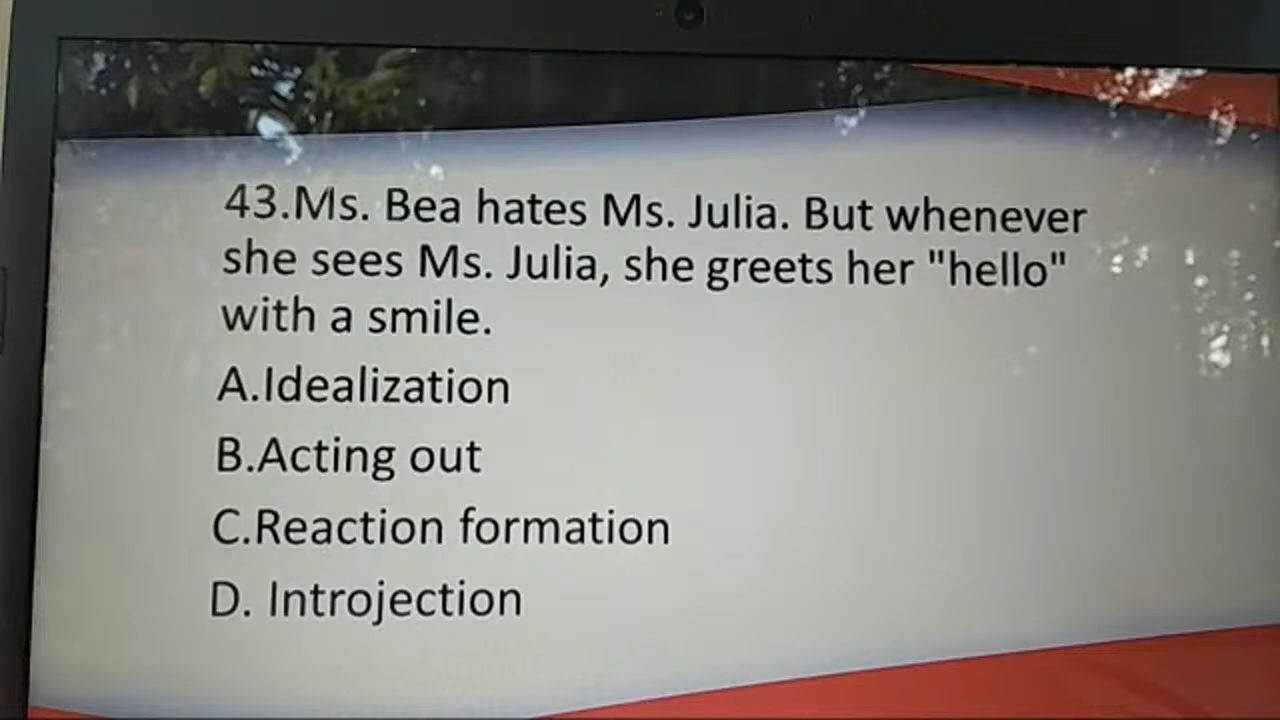 43.Ms. Bea hates Ms. Julia. But whenever
she sees Ms. Julia, she greets her "hello"
with a smile.
A.Idealization
B.Acting out
C.Reaction formation
D. Introjection